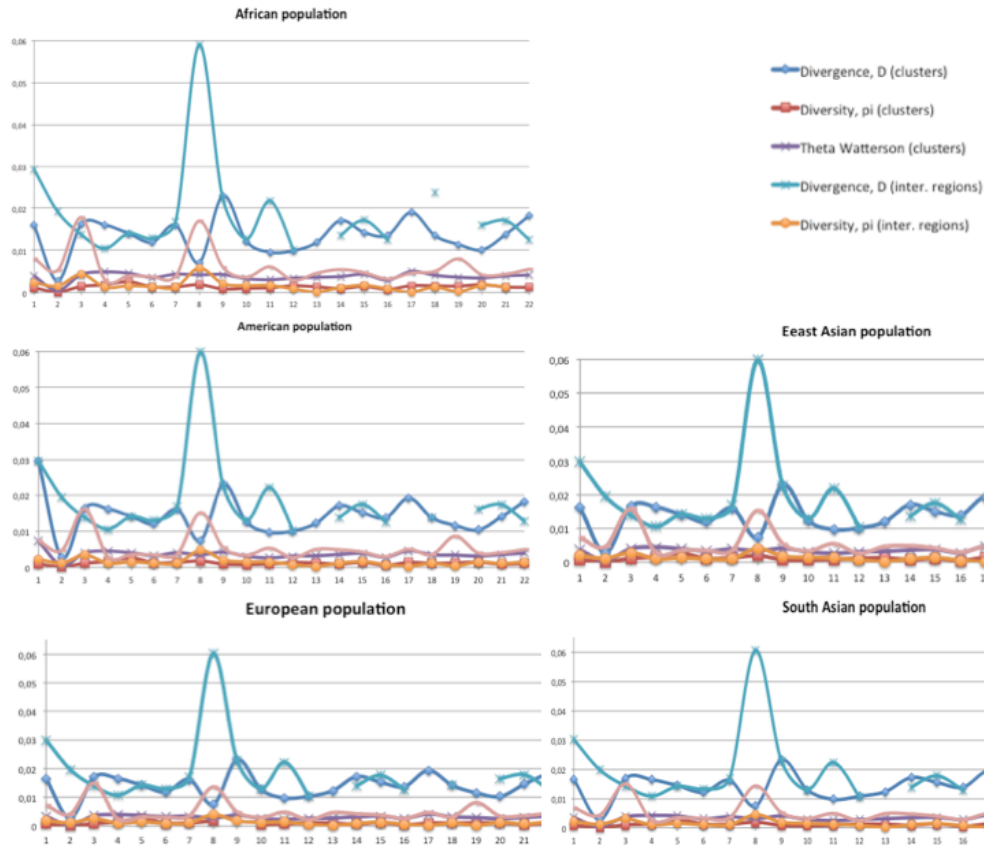 African population
0,06
0,05
0,04
0,03
0,02
0,01
0
1 2 3 4 5 6 7 8 9 10 11 12 13 14 15 16 17 18 19 20 21 22
Divergence, D (clusters)
Diversity, pi (clusters)
Theta Watterson (clusters)
Divergence, D (inter. regions)
Diversity, pi (inter. regions)
American population
0,06
0,05
0,04
0,03
0,02
0,01
0
1 2 3 4 5 6 7 8 9 10 11 12 13 14 15 16 17 18 19 20 21 22
Eeast Asian population
0,06
0,05
0,04
0,03
0,02
0,01
0
1 2 3 4 5 6 7 8 9 10 11 12 13 14 15 16
European population
0,06
0,05
0,04
0,03
0,02
0,01
0
1 2 3 4 5 6 7 8 9 10 11 12 13 14 15 16 17 18 19 20 21
South Asian population
0,06
0,05
0,04
0,03
0,02
0,01
0
1 2 3 4 5 6 7 8 9 10 11 12 13 14 15 16